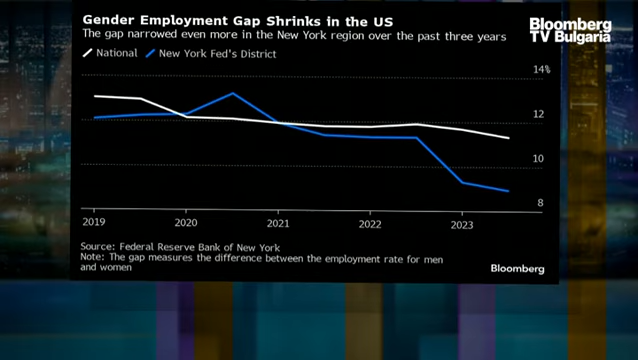 Gender Employment Gap Shrinks in the US
The gap narrowed even more in the New York region over the past three years
National New York Fed's District
Bloomberg
TV Bulgaria
14%
12
10
8
2019 2020 2021 2022 2023
Source: Federal Reserve Bank of New York
Note: The gap measures the difference between the employment rate for men
and women
Bloomberg